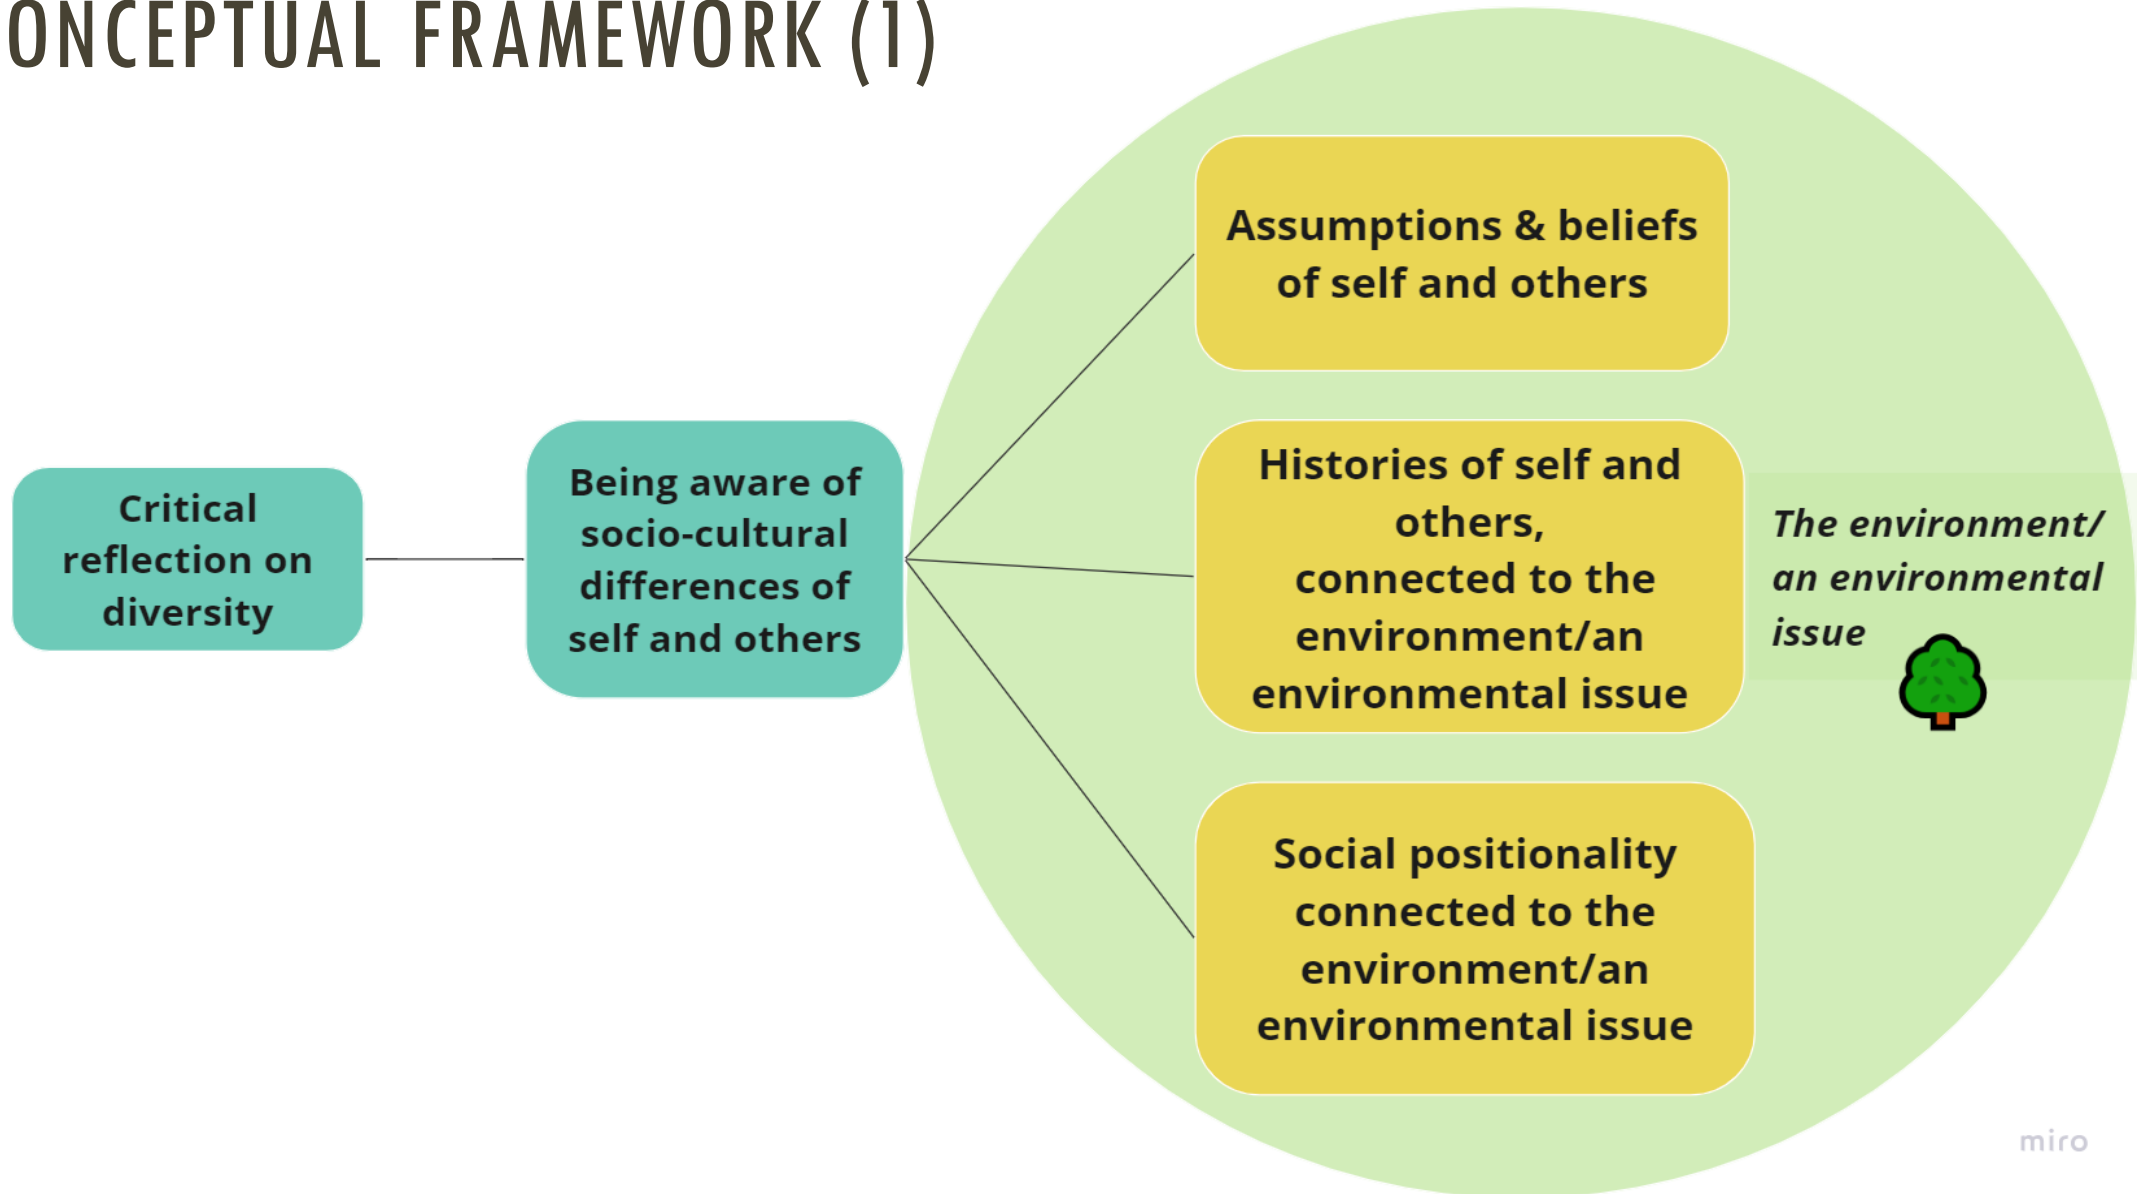 ONCEPTUAL FRAMEWORK (1)
Critical
reflection on
diversity
Being aware of
socio-cultural
differences of
self and others
Assumptions & beliefs
of self and others
Histories of self and
others,
connected to the
environment/an
environmental issue
Social positionality
connected to the
environment/an
environmental issue
The environment/
an environmental
issue
miro